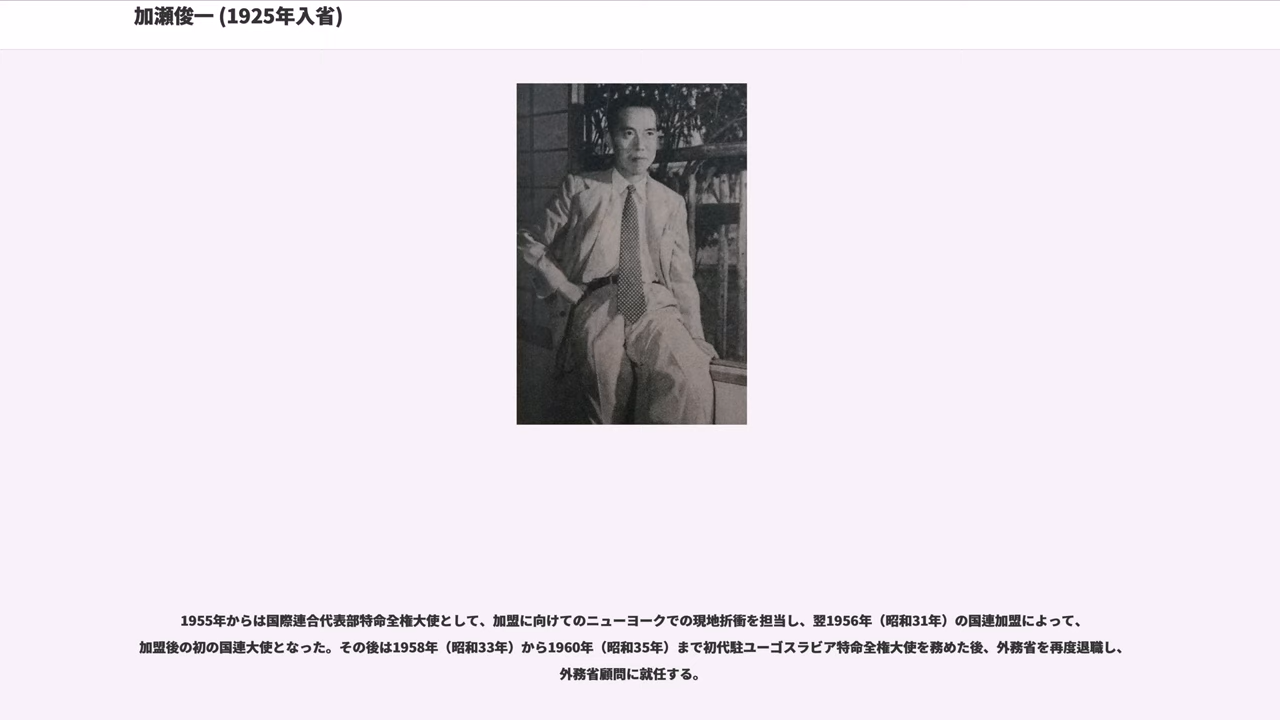 加瀬俊一 (1925年入省)
1955年からは国際連合代表部特命全権大使として、加盟に向けてのニューヨークでの現地折衝を担当し、翌1956年（昭和31年）の国連加盟によって、
加盟後の初の国連大使となった。その後は1958年（昭和33年）から1960年（昭和35年）まで初代駐ユーゴスラビア特命全権大使を務めた後、外務省を再度退職し、
外務省顧問に就任する。